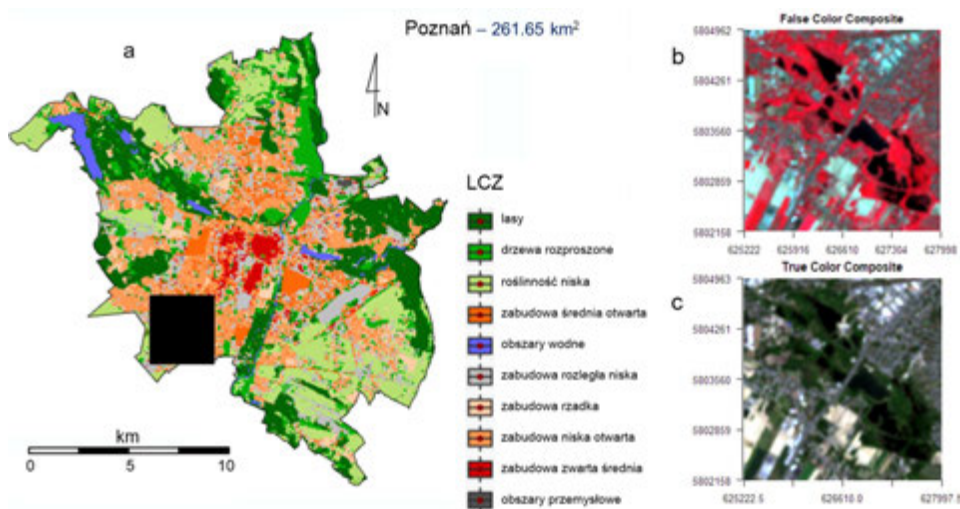 Poznań – 261.65 km²
a
N
LCZ
lasy
drzewa rozproszone
roślinność niska
zabudowa średnia otwarta
obszary wodne
zabudowa rozległa niska
zabudowa rzadka
zabudowa niska otwarta
zabudowa zwarta średnia
obszary przemysłowe
km
0 5 10
b
False Color Composite
5804962
5804261
5803560
5802859
5802158
625222 625916 626610 627304 627998
c
True Color Composite
5804963
5804261
5803560
5802859
5802158
625222.5 626610.0 627997.5